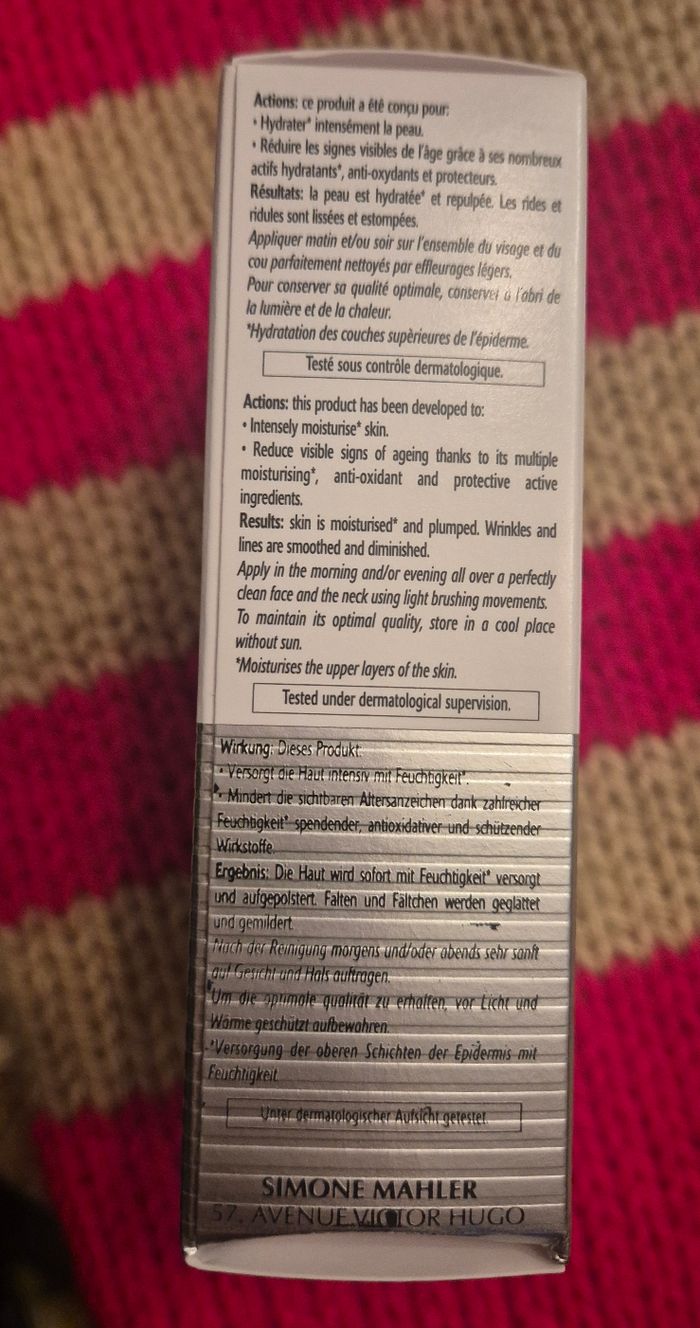 Actions: ce produit a été conçu pour:
• Hydrater* intensément la peau.
• Réduire les signes visibles de l'âge grâce à ses nombreux
actifs hydratants*, anti-oxydants et protecteurs.
Résultats: la peau est hydratée* et repulpée. Les rides et
ridules sont lissées et estompées.
Appliquer matin et/ou soir sur l'ensemble du visage et du
cou parfaitement nettoyés par effleurages légers.
Pour conserver sa qualité optimale, conserver à l'abri de
la lumière et de la chaleur.
*Hydratation des couches supèrieures de l'épiderme.
Testé sous contrôle dermatologique.
Actions: this product has been developed to:
• Intensely moisturise* skin.
• Reduce visible signs of ageing thanks to its multiple
moisturising*, anti-oxidant and protective active
ingredients.
Results: skin is moisturised* and plumped. Wrinkles and
lines are smoothed and diminished.
Apply in the morning and/or evening all over a perfectly
clean face and the neck using light brushing movements.
To maintain its optimal quality, store in a cool place
without sun.
*Moisturises the upper layers of the skin.
Tested under dermatological supervision.
Wirkung: Dieses Produkt:
• Versorgt die Haut intensiv mit Feuchtigkeit*.
• Mindert die sichtbaren Altersanzeichen dank zahlreicher
Feuchtigkeit* spendender, antioxidativer und schützender
Wirkstoffe.
Ergebnis: Die Haut wird sofort mit Feuchtigkeit* versorgt
und aufgepolstert. Falten und Fältchen werden geglättet
und gemildert.
Nach der Reinigung morgens und/oder abends sehr sanft
auf Gesicht und Hals auftragen.
Um die optimale qualität zu erhalten, vor Licht und
Wärme geschützt aufbewahren.
*Versorgung der oberen Schichten der Epidermis mit
Feuchtigkeit.
Unter dermatologischer Aufsicht getestet.
SIMONE MAHLER
57, AVENUE VICTOR HUGO